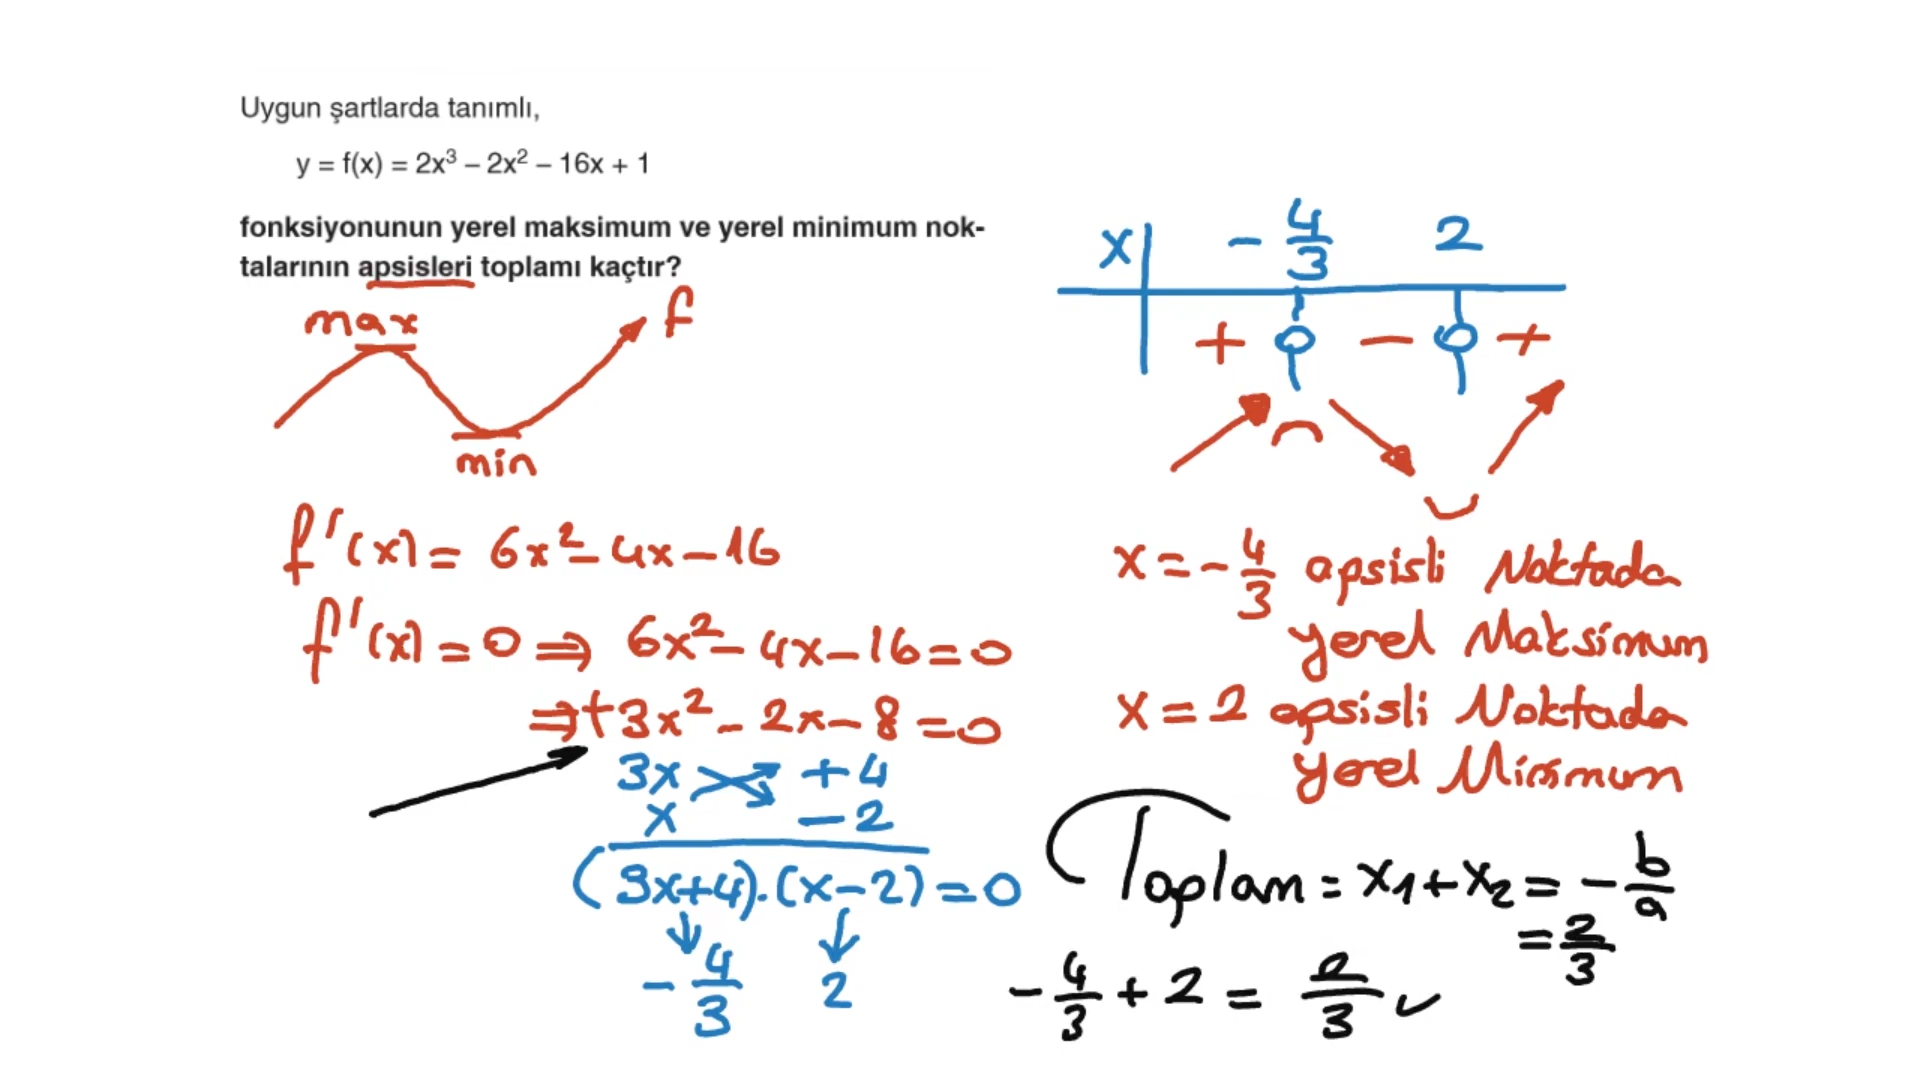 Uygun şartlarda tanımlı,
y = f(x) = 2x³ – 2x² – 16x + 1
fonksiyonunun yerel maksimum ve yerel minimum nok-
talarının apsisleri toplamı kaçtır?
max
f
min
f'(x) = 6x² - 4x - 16
f'(x) = 0 ⇒ 6x² - 4x - 16 = 0
⇒ +3x² - 2x - 8 = 0
3x +4
x -2
(3x+4).(x-2) = 0
-4/3 2
x -4/3 2
+ 0 - 0 +
x = -4/3 apsisli Noktada
yerel Maksimum
x = 2 apsisli Noktada
yerel Minimum
Toplam = x₁+x₂ = -b/a
= 2/3
-4/3 + 2 = 2/3 ✓